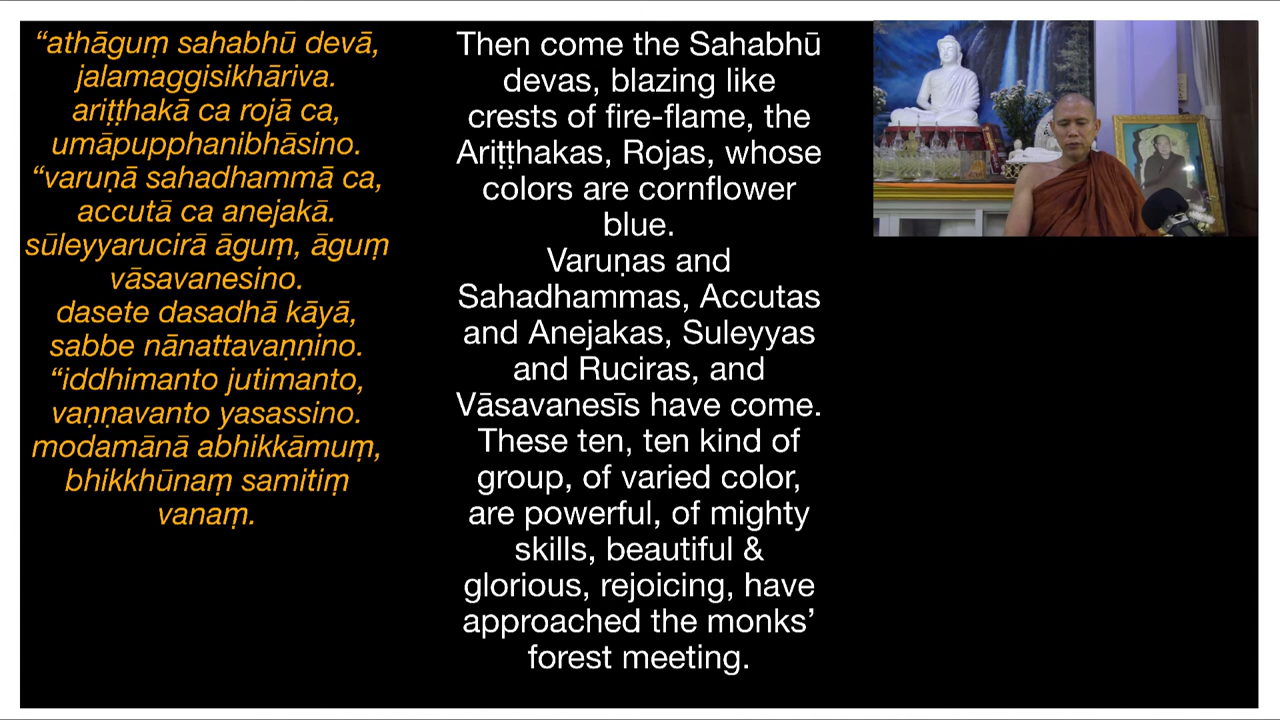 “athāguṃ sahabhū devā,
jalamaggisikhāriva.
ariṭṭhakā ca rojā ca,
umāpupphanibhāsino.
“varuṇā sahadhammā ca,
accutā ca anejakā.
sūleyyarucirā āguṃ, āguṃ
vāsavanesino.
dasete dasadhā kāyā,
sabbe nānattavaṇṇino.
“iddhimanto jutimanto,
vaṇṇavanto yasassino.
modamānā abhikkāmuṃ,
bhikkhūnaṃ samitiṃ
vanaṃ.
Then come the Sahabhū
devas, blazing like
crests of fire-flame, the
Ariṭṭhakas, Rojas, whose
colors are cornflower
blue.
Varuṇas and
Sahadhammas, Accutas
and Anejakas, Suleyyas
and Ruciras, and
Vāsavanesīs have come.
These ten, ten kind of
group, of varied color,
are powerful, of mighty
skills, beautiful &
glorious, rejoicing, have
approached the monks’
forest meeting.